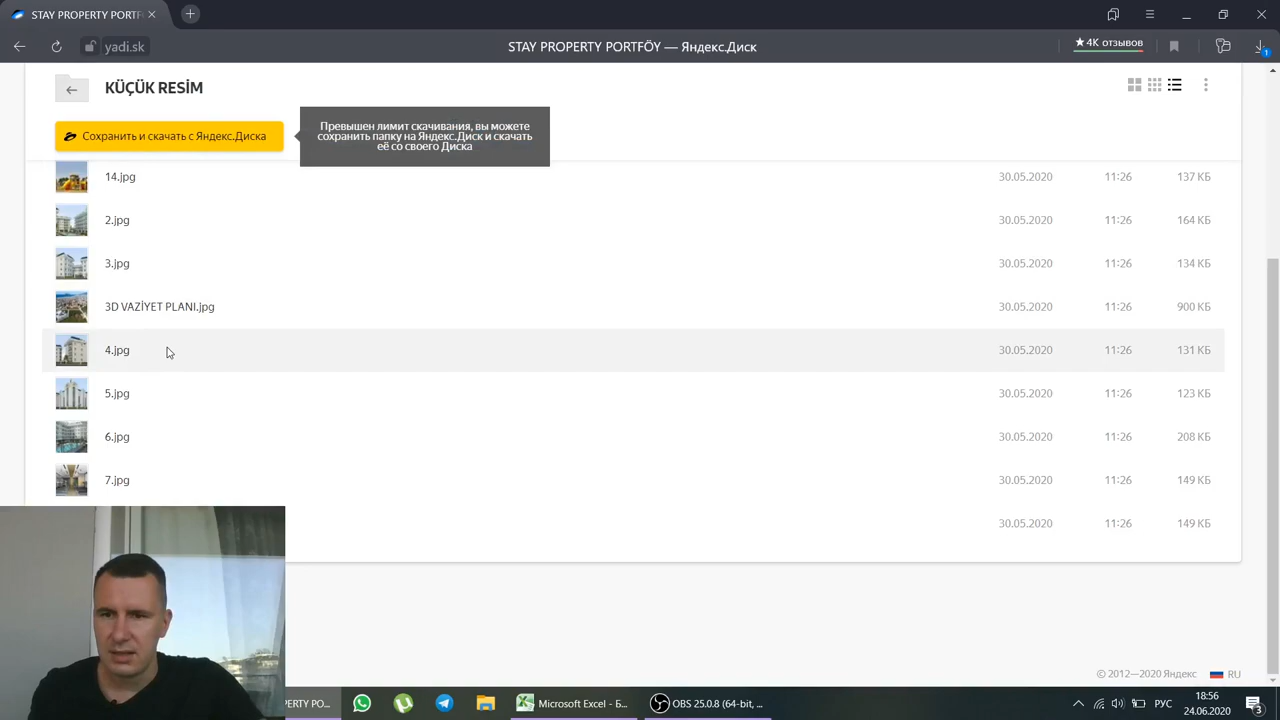 STAY PROPERTY PORTF
yadi.sk
STAY PROPERTY PORTFÖY — Яндекс.Диск
★4K отзывов
1
KÜÇÜK RESİM
Сохранить и скачать с Яндекс.Диска
Превышен лимит скачивания, вы можете
сохранить папку на Яндекс.Диск и скачать
её со своего Диска
14.jpg 30.05.2020 11:26 137 КБ
2.jpg 30.05.2020 11:26 164 КБ
3.jpg 30.05.2020 11:26 134 КБ
3D VAZİYET PLANI.jpg 30.05.2020 11:26 900 КБ
4.jpg 30.05.2020 11:26 131 КБ
5.jpg 30.05.2020 11:26 123 КБ
6.jpg 30.05.2020 11:26 208 КБ
7.jpg 30.05.2020 11:26 149 КБ
30.05.2020 11:26 149 КБ
© 2012—2020 Яндекс RU
PERTY PO...
Microsoft Excel - Б...
OBS 25.0.8 (64-bit, ...
РУС
18:56
24.06.2020
3